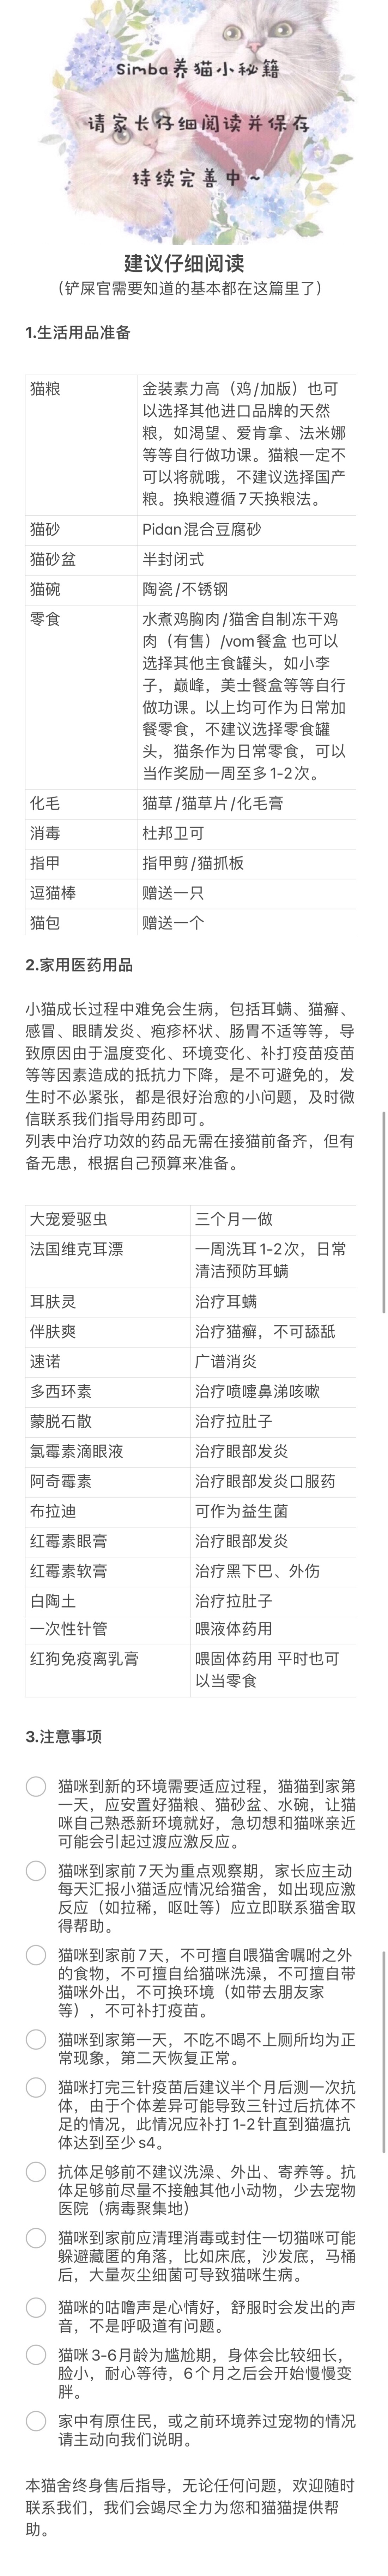 Simba养猫小秘籍
请家长仔细阅读并保存
持续完善中~
建议仔细阅读
（铲屎官需要知道的基本都在这篇里了）
1.生活用品准备
猫粮
金装素力高（鸡/加版）也可
以选择其他进口品牌的天然
粮，如渴望、爱肯拿、法米娜
等等自行做功课。猫粮一定不
可以将就哦，不建议选择国产
粮。换粮遵循7天换粮法。
猫砂
Pidan混合豆腐砂
猫砂盆
半封闭式
猫碗
陶瓷/不锈钢
零食
水煮鸡胸肉/猫舍自制冻干鸡
肉（有售）/vom餐盒 也可以
选择其他主食罐头，如小李
子，巅峰，美士餐盒等等自行
做功课。以上均可作为日常加
餐零食，不建议选择零食罐
头，猫条作为日常零食，可以
当作奖励一周至多1-2次。
化毛
猫草/猫草片/化毛膏
消毒
杜邦卫可
指甲
指甲剪/猫抓板
逗猫棒
赠送一只
猫包
赠送一个
2.家用医药用品
小猫成长过程中难免会生病，包括耳螨、猫癣、
感冒、眼睛发炎、疱疹杯状、肠胃不适等等，导
致原因由于温度变化、环境变化、补打疫苗疫苗
等等因素造成的抵抗力下降，是不可避免的，发
生时不必紧张，都是很好治愈的小问题，及时微
信联系我们指导用药即可。
列表中治疗功效的药品无需在接猫前备齐，但有
备无患，根据自己预算来准备。
大宠爱驱虫
三个月一做
法国维克耳漂
一周洗耳1-2次，日常
清洁预防耳螨
耳肤灵
治疗耳螨
伴肤爽
治疗猫癣，不可舔舐
速诺
广谱消炎
多西环素
治疗喷嚏鼻涕咳嗽
蒙脱石散
治疗拉肚子
氯霉素滴眼液
治疗眼部发炎
阿奇霉素
治疗眼部发炎口服药
布拉迪
可作为益生菌
红霉素眼膏
治疗眼部发炎
红霉素软膏
治疗黑下巴、外伤
白陶土
治疗拉肚子
一次性针管
喂液体药用
红狗免疫离乳膏
喂固体药用 平时也可
以当零食
3.注意事项
猫咪到新的环境需要适应过程，猫猫到家第
一天，应安置好猫粮、猫砂盆、水碗，让猫
咪自己熟悉新环境就好，急切想和猫咪亲近
可能会引起过渡应激反应。
猫咪到家前7天为重点观察期，家长应主动
每天汇报小猫适应情况给猫舍，如出现应激
反应（如拉稀，呕吐等）应立即联系猫舍取
得帮助。
猫咪到家前7天，不可擅自喂猫舍嘱咐之外
的食物，不可擅自给猫咪洗澡，不可擅自带
猫咪外出，不可换环境（如带去朋友家
等），不可补打疫苗。
猫咪到家第一天，不吃不喝不上厕所均为正
常现象，第二天恢复正常。
猫咪打完三针疫苗后建议半个月后测一次抗
体，由于个体差异可能导致三针过后抗体不
足的情况，此情况应补打1-2针直到猫瘟抗
体达到至少s4。
抗体足够前不建议洗澡、外出、寄养等。抗
体足够前尽量不接触其他小动物，少去宠物
医院（病毒聚集地）
猫咪到家前应清理消毒或封住一切猫咪可能
躲避藏匿的角落，比如床底，沙发底，马桶
后，大量灰尘细菌可导致猫咪生病。
猫咪的咕噜声是心情好，舒服时会发出的声
音，不是呼吸道有问题。
猫咪3-6月龄为尴尬期，身体会比较细长，
脸小，耐心等待，6个月之后会开始慢慢变
胖。
家中有原住民，或之前环境养过宠物的情况
请主动向我们说明。
本猫舍终身售后指导，无论任何问题，欢迎随时
联系我们，我们会竭尽全力为您和猫猫提供帮
助。